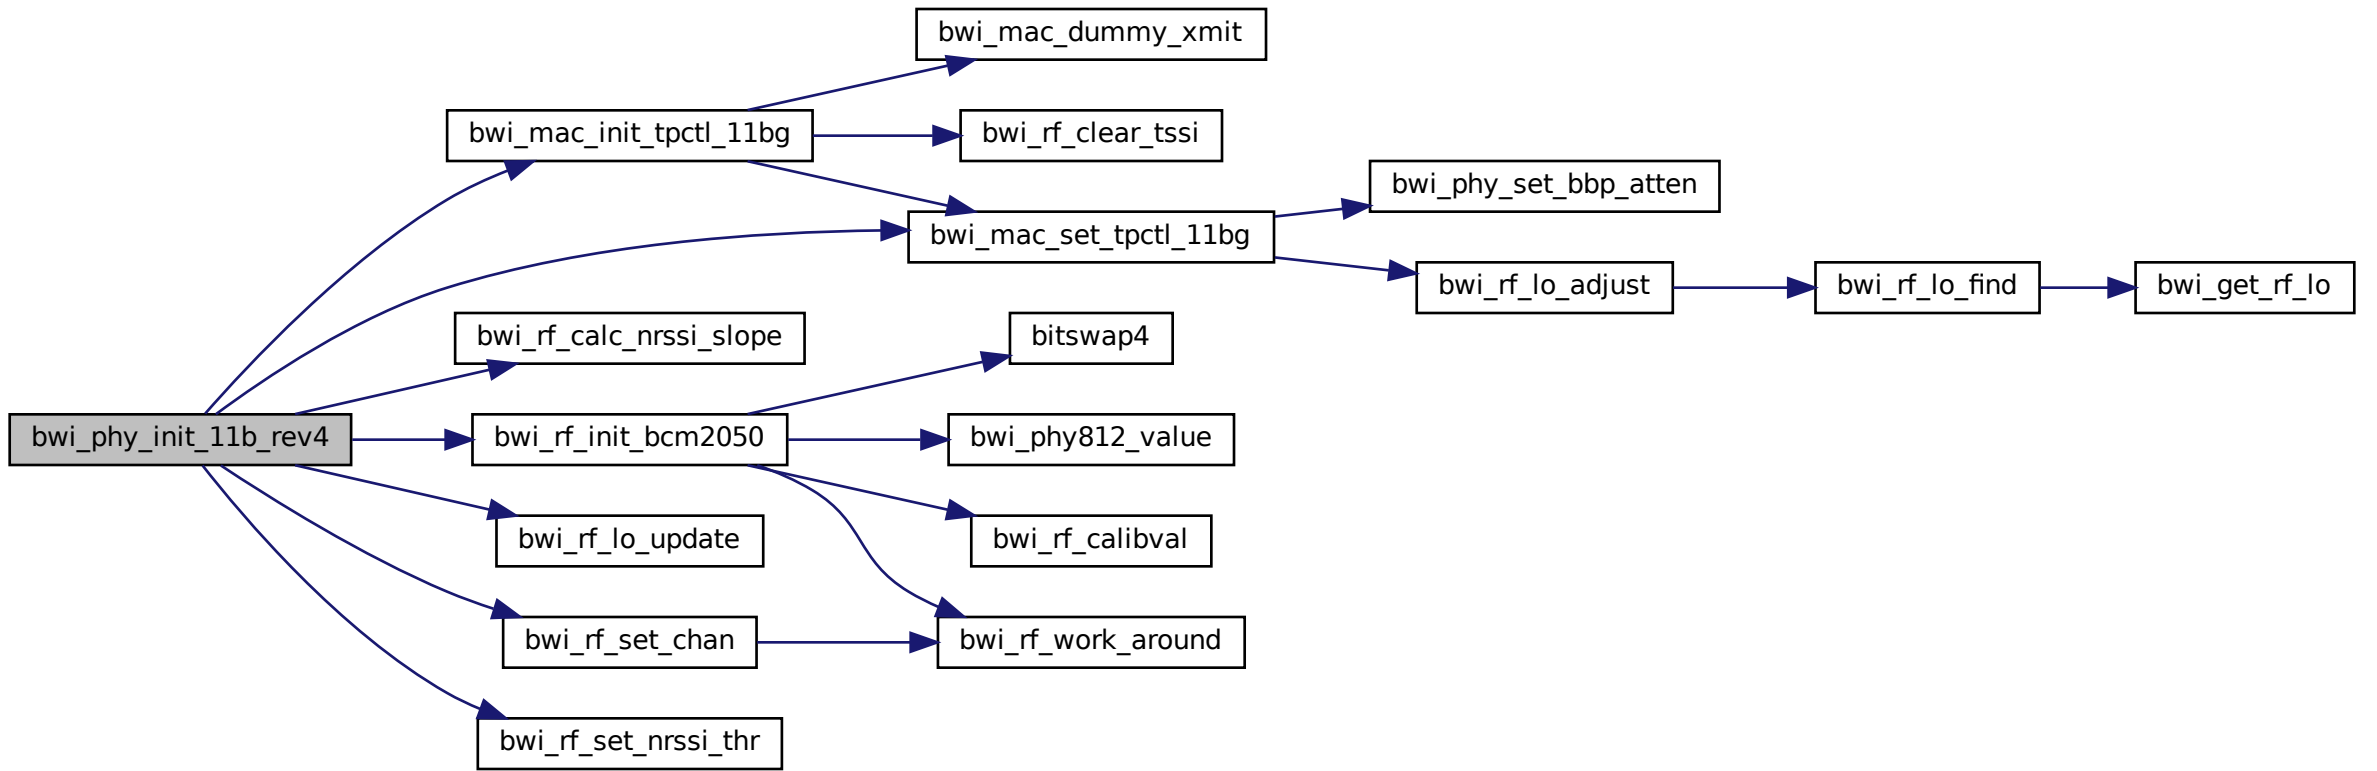 bwi_mac_dummy_xmit
bwi_mac_init_tpctl_11bg
bwi_rf_clear_tssi
bwi_phy_set_bbp_atten
bwi_mac_set_tpctl_11bg
bwi_rf_lo_adjust
bwi_rf_lo_find
bwi_get_rf_lo
bwi_rf_calc_nrssi_slope
bitswap4
bwi_phy_init_11b_rev4
bwi_rf_init_bcm2050
bwi_phy812_value
bwi_rf_lo_update
bwi_rf_calibval
bwi_rf_set_chan
bwi_rf_work_around
bwi_rf_set_nrssi_thr